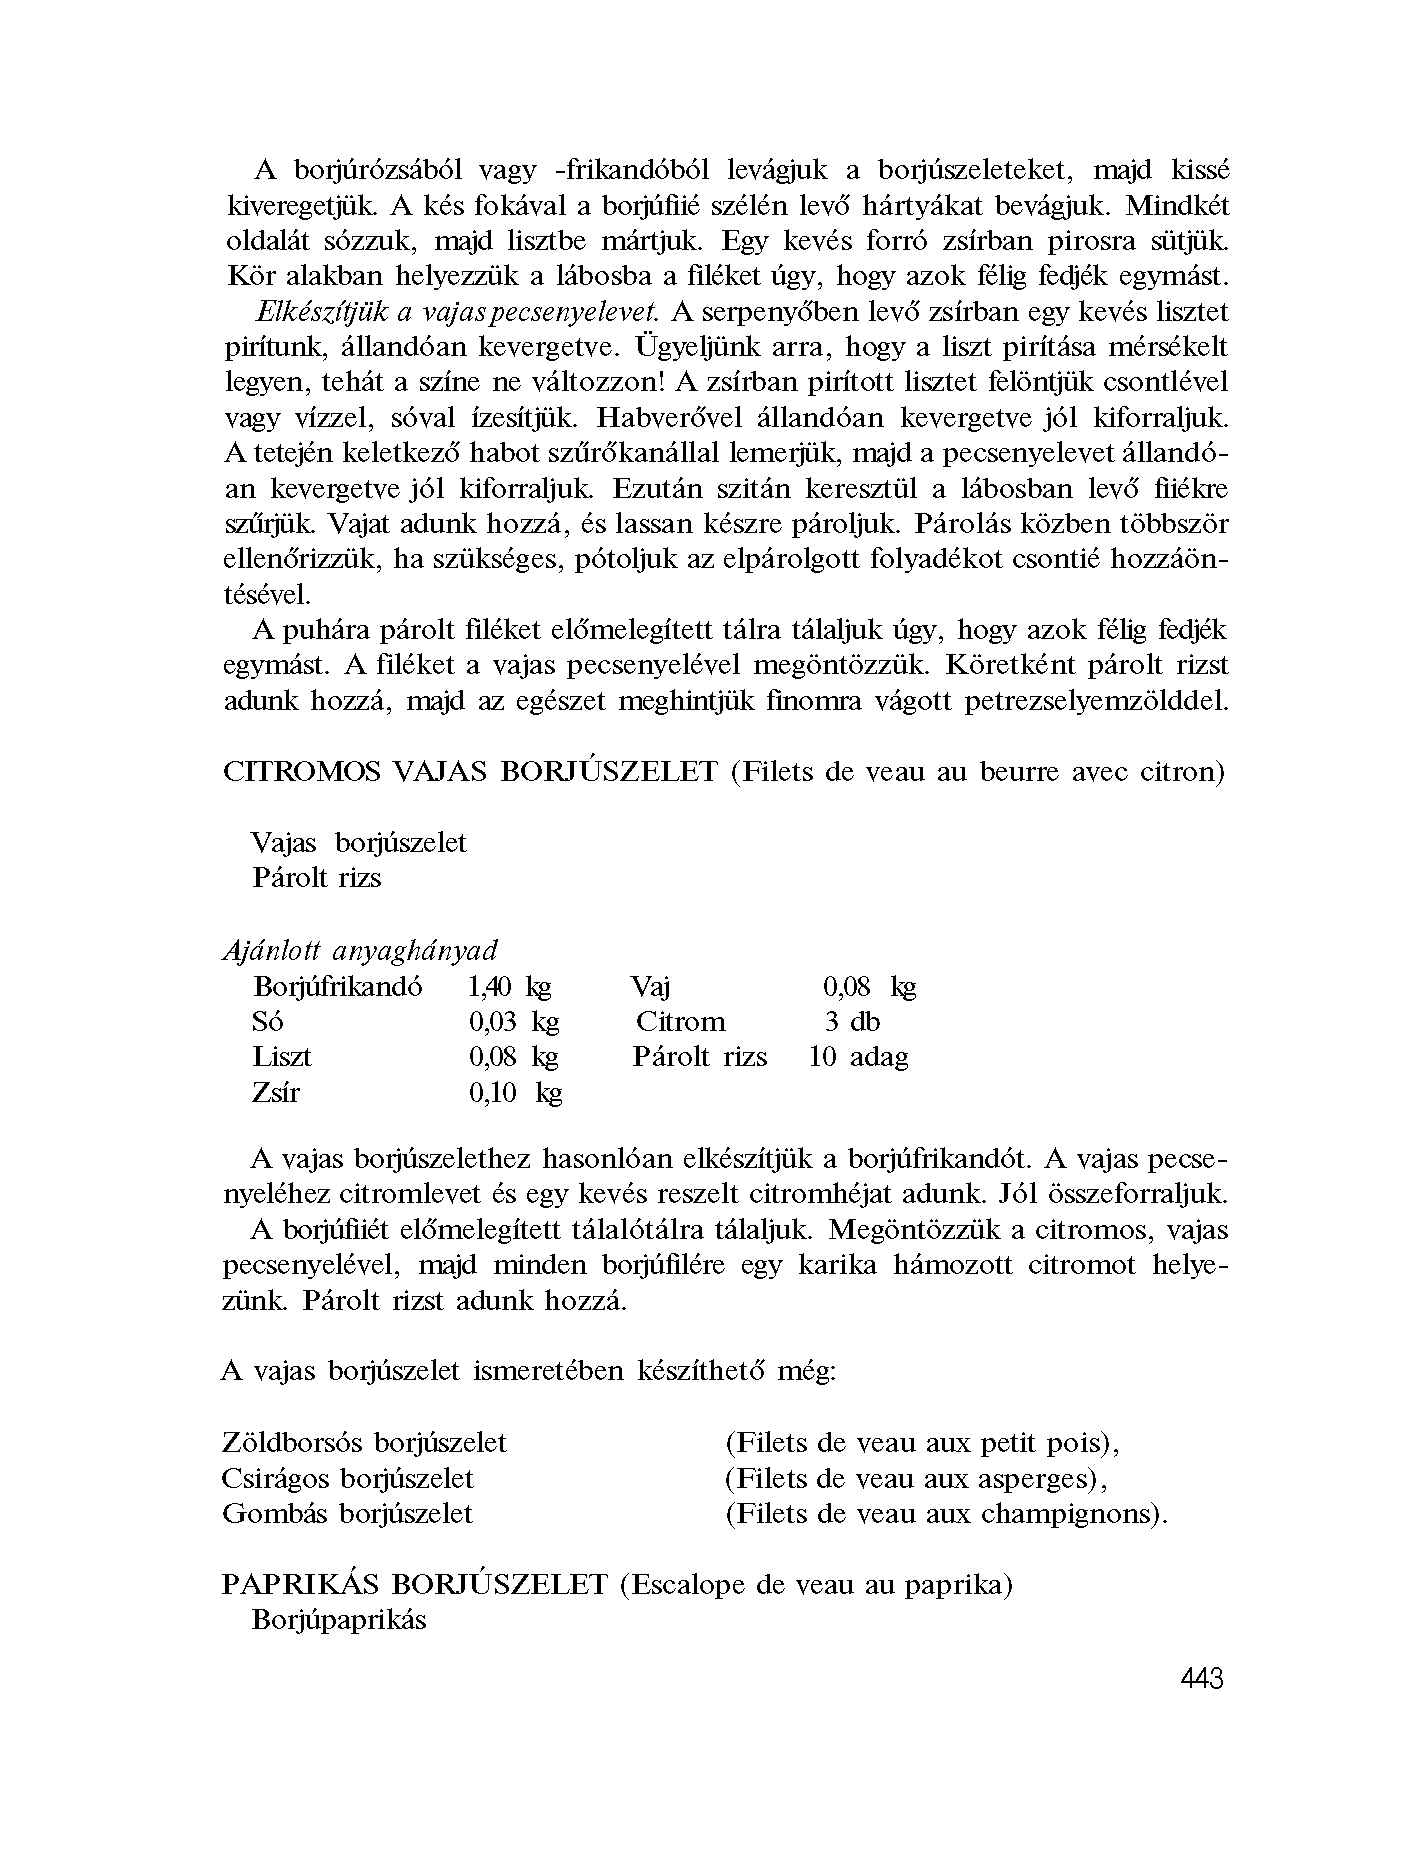 A borjúrózsából vagy -frikandóból levágjuk a borjúszeleteket, majd kissé
kiveregetjük. A kés fokával a borjúfiié szélén levő hártyákat bevágjuk. Mindkét
oldalát sózzuk, majd lisztbe mártjuk. Egy kevés forró zsírban pirosra sütjük.
Kör alakban helyezzük a lábosba a filéket úgy, hogy azok félig fedjék egymást.
Elkészítjük a vajas pecsenyelevet. A serpenyőben levő zsírban egy kevés lisztet
pirítunk, állandóan kevergetve. Ügyeljünk arra, hogy a liszt pirítása mérsékelt
legyen, tehát a színe ne változzon! A zsírban pirított lisztet felöntjük csontlével
vagy vízzel, sóval ízesítjük. Habverővel állandóan kevergetve jól kiforraljuk.
A tetején keletkező habot szűrőkanállal lemerjük, majd a pecsenyelevet állandó-
an kevergetve jól kiforraljuk. Ezután szitán keresztül a lábosban levő fiiékre
szűrjük. Vajat adunk hozzá, és lassan készre pároljuk. Párolás közben többször
ellenőrizzük, ha szükséges, pótoljuk az elpárolgott folyadékot csontié hozzáön-
tésével.
A puhára párolt filéket előmelegített tálra tálaljuk úgy, hogy azok félig fedjék
egymást. A filéket a vajas pecsenyelével megöntözzük. Köretként párolt rizst
adunk hozzá, majd az egészet meghintjük finomra vágott petrezselyemzölddel.
CITROMOS VAJAS BORJÚSZELET (Filets de veau au beurre avec citron)
Vajas borjúszelet
Párolt rizs
Ajánlott anyaghányad
Borjúfrikandó 1,40 kg Vaj 0,08 kg
Só 0,03 kg Citrom 3 db
Liszt 0,08 kg Párolt rizs 10 adag
Zsír 0,10 kg
A vajas borjúszelethez hasonlóan elkészítjük a borjúfrikandót. A vajas pecse-
nyeléhez citromlevet és egy kevés reszelt citromhéjat adunk. Jól összeforraljuk.
A borjúfiiét előmelegített tálalótálra tálaljuk. Megöntözzük a citromos, vajas
pecsenyelével, majd minden borjúfilére egy karika hámozott citromot helye-
zünk. Párolt rizst adunk hozzá.
A vajas borjúszelet ismeretében készíthető még:
Zöldborsós borjúszelet (Filets de veau aux petit pois),
Csirágos borjúszelet (Filets de veau aux asperges),
Gombás borjúszelet (Filets de veau aux champignons).
PAPRIKÁS BORJÚSZELET (Escalope de veau au paprika)
Borjúpaprikás
443